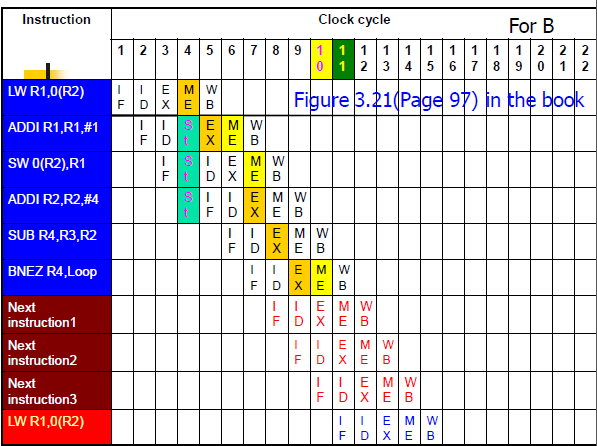 Instruction Clock cycle For B
1 2 3 4 5 6 7 8 9 10 11 12 13 14 15 16 17 18 19 20 21 22
LW R1,0(R2) IF ID EX ME WB Figure 3.21(Page 97) in the book
ADDI R1,R1,#1 IF ID St EX ME WB
SW 0(R2),R1 IF St ID EX ME WB
ADDI R2,R2,#4 St IF ID EX ME WB
SUB R4,R3,R2 IF ID EX ME WB
BNEZ R4,Loop IF ID EX ME WB
Next
instruction1 IF ID EX ME WB
Next
instruction2 IF ID EX ME WB
Next
instruction3 IF ID EX ME WB
LW R1,0(R2) IF ID EX ME WB